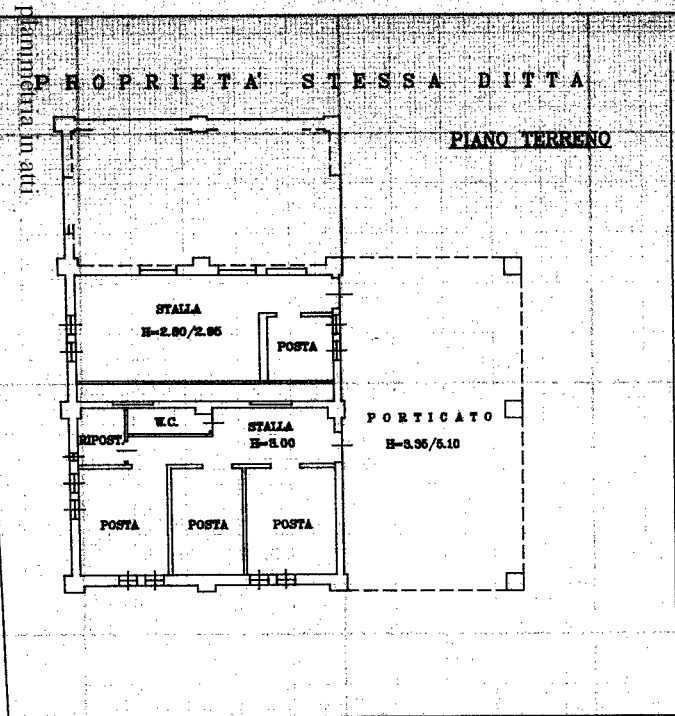 PROPRIETA' STESSA DITTA
PIANO TERRENO
planimetria in atti
STALLA
H=2.80/2.95
POSTA
W.C.
STALLA
H=3.00
RIPOST.
PORTICATO
H=3.35/5.10
POSTA
POSTA
POSTA